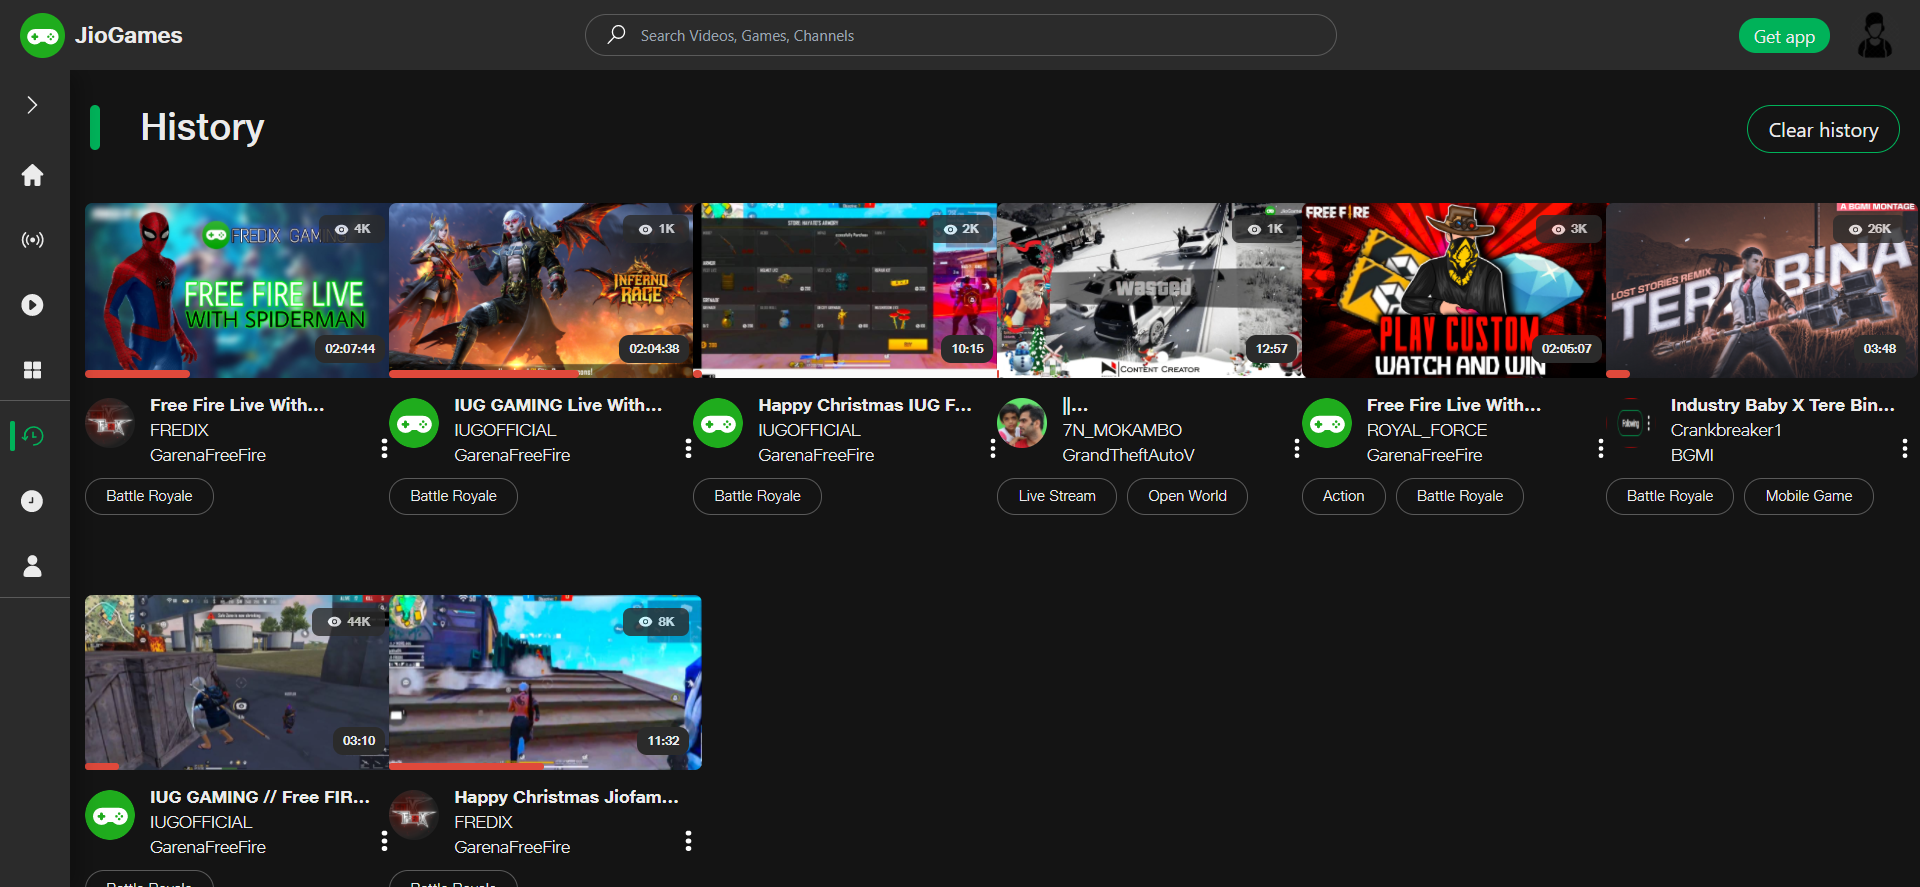 JioGames
Search Videos, Games, Channels
Get app
History
Clear history
FREDIX GAMING
4K
FREE FIRE LIVE
WITH SPIDERMAN
02:07:44
1K
INFERNO
RAGE
02:04:38
2K
10:15
1K
wasted
12:57
CONTENT CREATOR
FREE FIRE
3K
PLAY CUSTOM
WATCH AND WIN
02:05:07
A BGMI MONTAGE
26K
LOST STORIES REMIX
TERE BINA
03:48
Free Fire Live With...
FREDIX
GarenaFreeFire
Battle Royale
IUG GAMING Live With...
IUGOFFICIAL
GarenaFreeFire
Battle Royale
Happy Christmas IUG F...
IUGOFFICIAL
GarenaFreeFire
Battle Royale
||...
7N_MOKAMBO
GrandTheftAutoV
Live Stream
Open World
Free Fire Live With...
ROYAL_FORCE
GarenaFreeFire
Action
Battle Royale
Following
Industry Baby X Tere Bin...
Crankbreaker1
BGMI
Battle Royale
Mobile Game
44K
03:10
8K
11:32
IUG GAMING // Free FIR...
IUGOFFICIAL
GarenaFreeFire
Battle Royale
Happy Christmas Jiofam...
FREDIX
GarenaFreeFire
Battle Royale